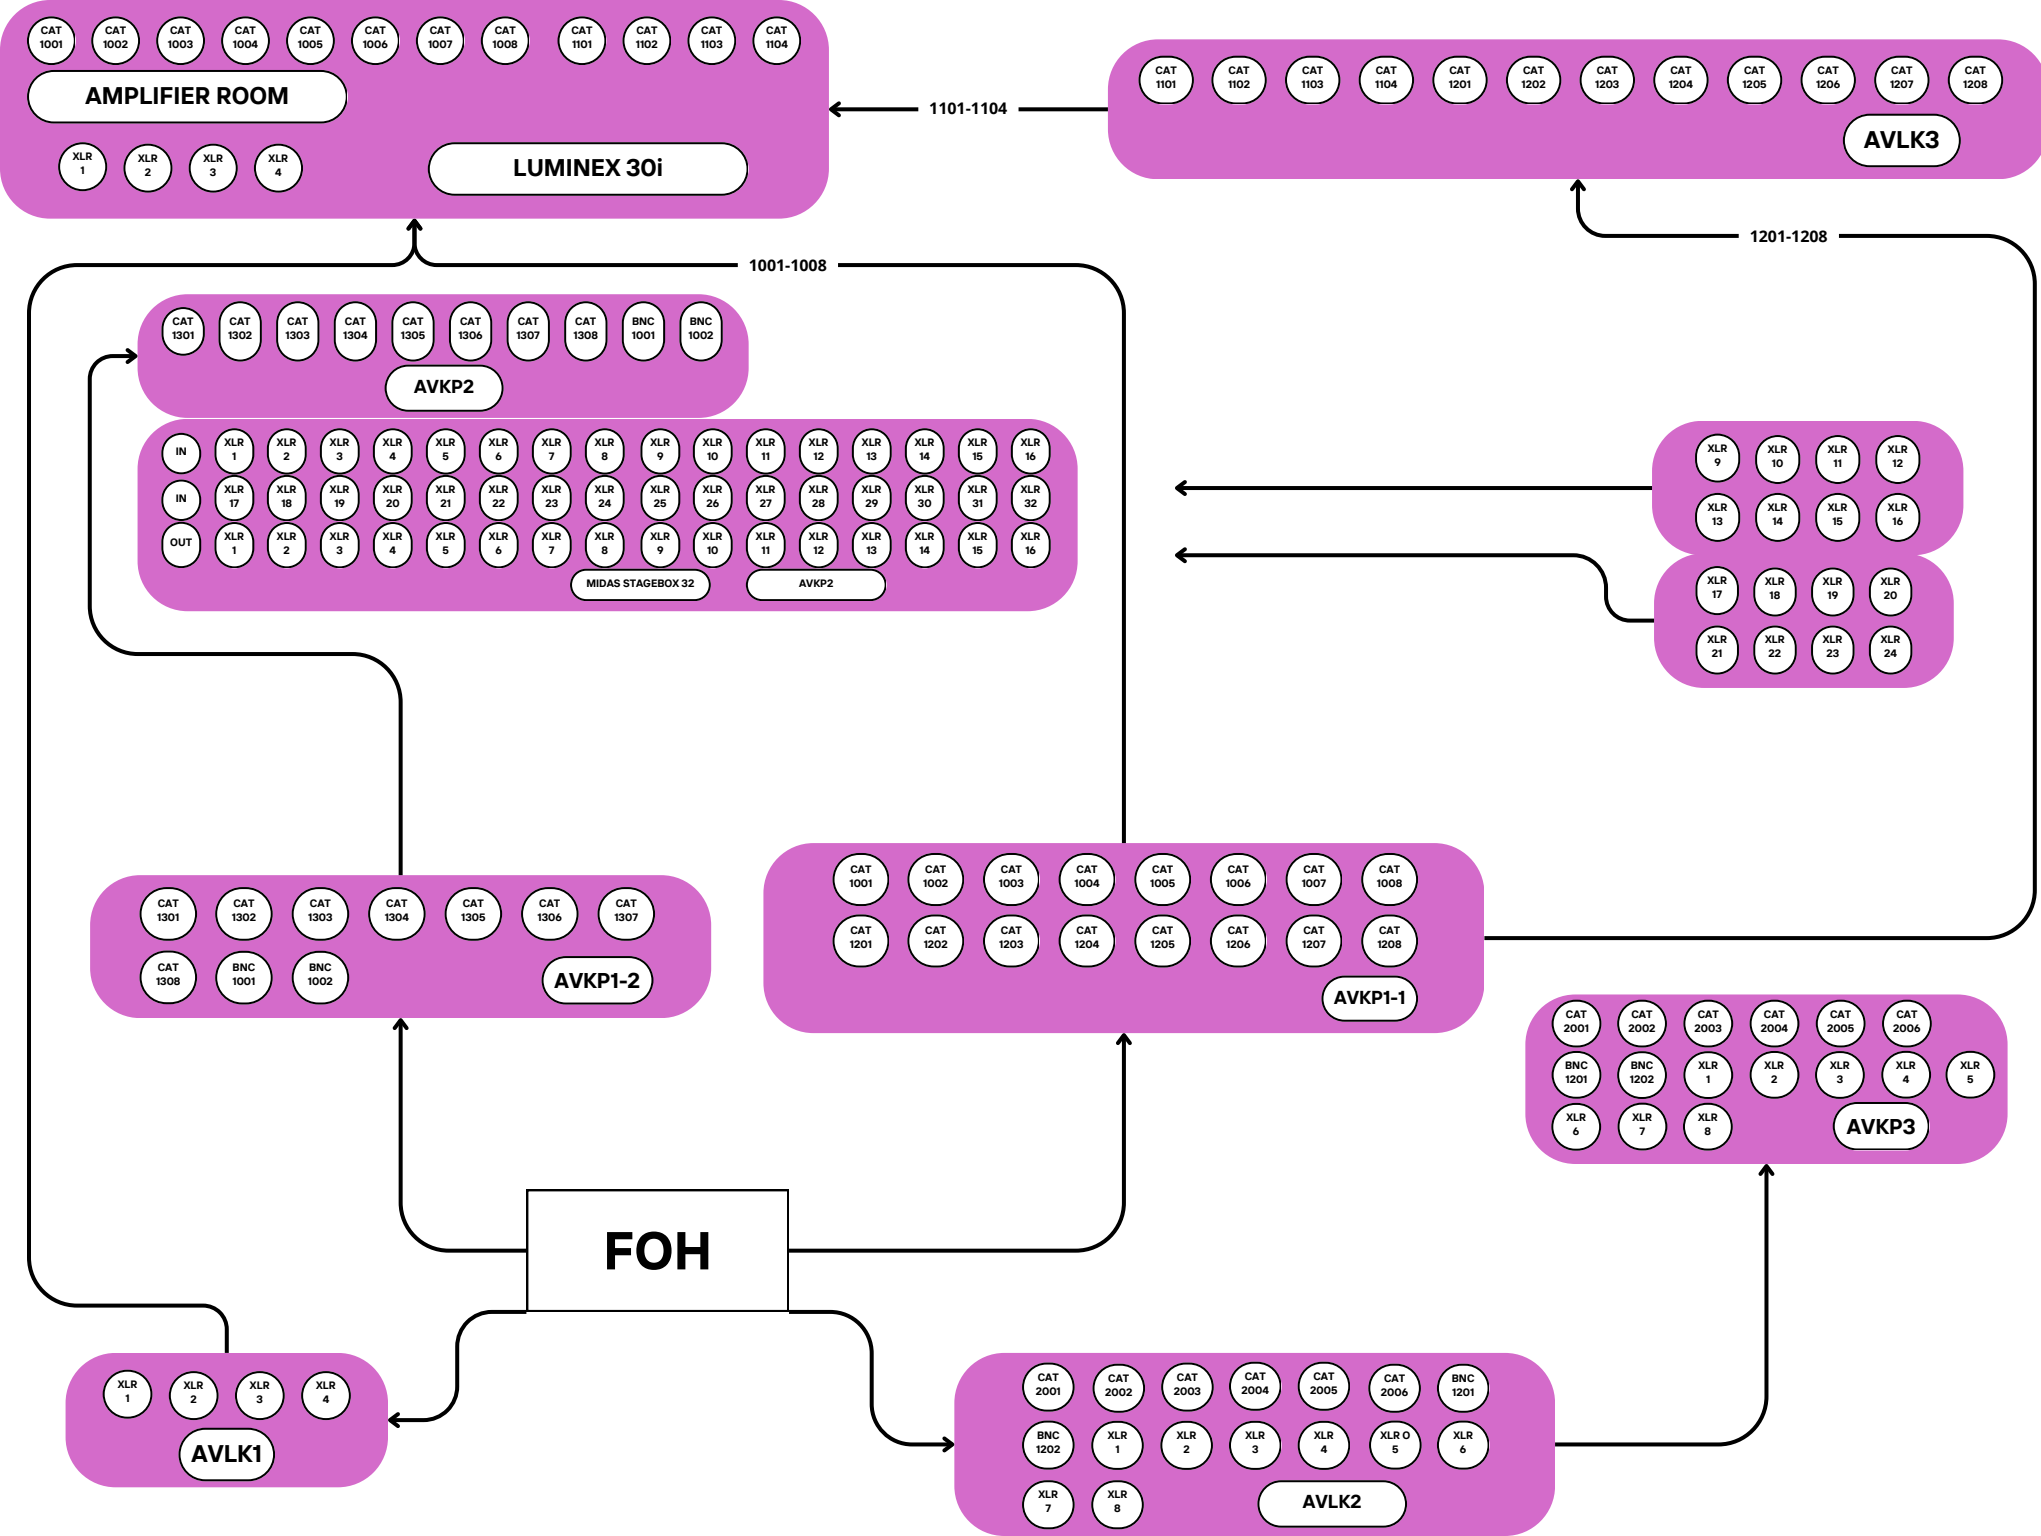 CAT 1001
CAT 1002
CAT 1003
CAT 1004
CAT 1005
CAT 1006
CAT 1007
CAT 1008
CAT 1101
CAT 1102
CAT 1103
CAT 1104
AMPLIFIER ROOM
XLR 1
XLR 2
XLR 3
XLR 4
LUMINEX 30i
1101-1104
CAT 1101
CAT 1102
CAT 1103
CAT 1104
CAT 1201
CAT 1202
CAT 1203
CAT 1204
CAT 1205
CAT 1206
CAT 1207
CAT 1208
AVLK3
1201-1208
1001-1008
CAT 1301
CAT 1302
CAT 1303
CAT 1304
CAT 1305
CAT 1306
CAT 1307
CAT 1308
BNC 1001
BNC 1002
AVKP2
IN
XLR 1
XLR 2
XLR 3
XLR 4
XLR 5
XLR 6
XLR 7
XLR 8
XLR 9
XLR 10
XLR 11
XLR 12
XLR 13
XLR 14
XLR 15
XLR 16
IN
XLR 17
XLR 18
XLR 19
XLR 20
XLR 21
XLR 22
XLR 23
XLR 24
XLR 25
XLR 26
XLR 27
XLR 28
XLR 29
XLR 30
XLR 31
XLR 32
OUT
XLR 1
XLR 2
XLR 3
XLR 4
XLR 5
XLR 6
XLR 7
XLR 8
XLR 9
XLR 10
XLR 11
XLR 12
XLR 13
XLR 14
XLR 15
XLR 16
MIDAS STAGEBOX 32
AVKP2
XLR 9
XLR 10
XLR 11
XLR 12
XLR 13
XLR 14
XLR 15
XLR 16
XLR 17
XLR 18
XLR 19
XLR 20
XLR 21
XLR 22
XLR 23
XLR 24
CAT 1301
CAT 1302
CAT 1303
CAT 1304
CAT 1305
CAT 1306
CAT 1307
CAT 1308
BNC 1001
BNC 1002
AVKP1-2
CAT 1001
CAT 1002
CAT 1003
CAT 1004
CAT 1005
CAT 1006
CAT 1007
CAT 1008
CAT 1201
CAT 1202
CAT 1203
CAT 1204
CAT 1205
CAT 1206
CAT 1207
CAT 1208
AVKP1-1
CAT 2001
CAT 2002
CAT 2003
CAT 2004
CAT 2005
CAT 2006
BNC 1201
BNC 1202
XLR 1
XLR 2
XLR 3
XLR 4
XLR 5
XLR 6
XLR 7
XLR 8
AVKP3
FOH
XLR 1
XLR 2
XLR 3
XLR 4
AVLK1
CAT 2001
CAT 2002
CAT 2003
CAT 2004
CAT 2005
CAT 2006
BNC 1201
BNC 1202
XLR 1
XLR 2
XLR 3
XLR 4
XLR O 5
XLR 6
XLR 7
XLR 8
AVLK2